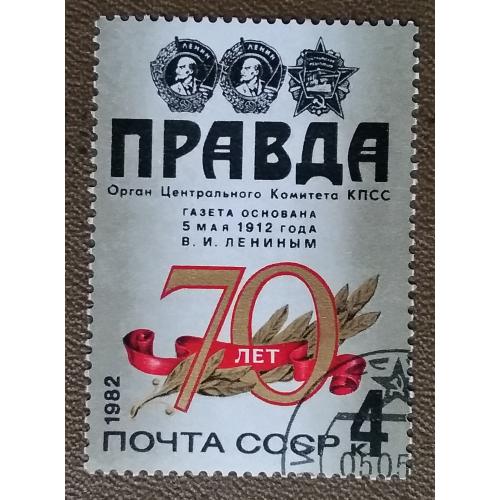 ЛЕНИН
ЛЕНИН
ПРАВДА
Орган Центрального Комитета КПСС
ГАЗЕТА ОСНОВАНА
5 МАЯ 1912 ГОДА
В. И. ЛЕНИНЫМ
70
ЛЕТ
1982
ПОЧТА СССР 4
К
0505